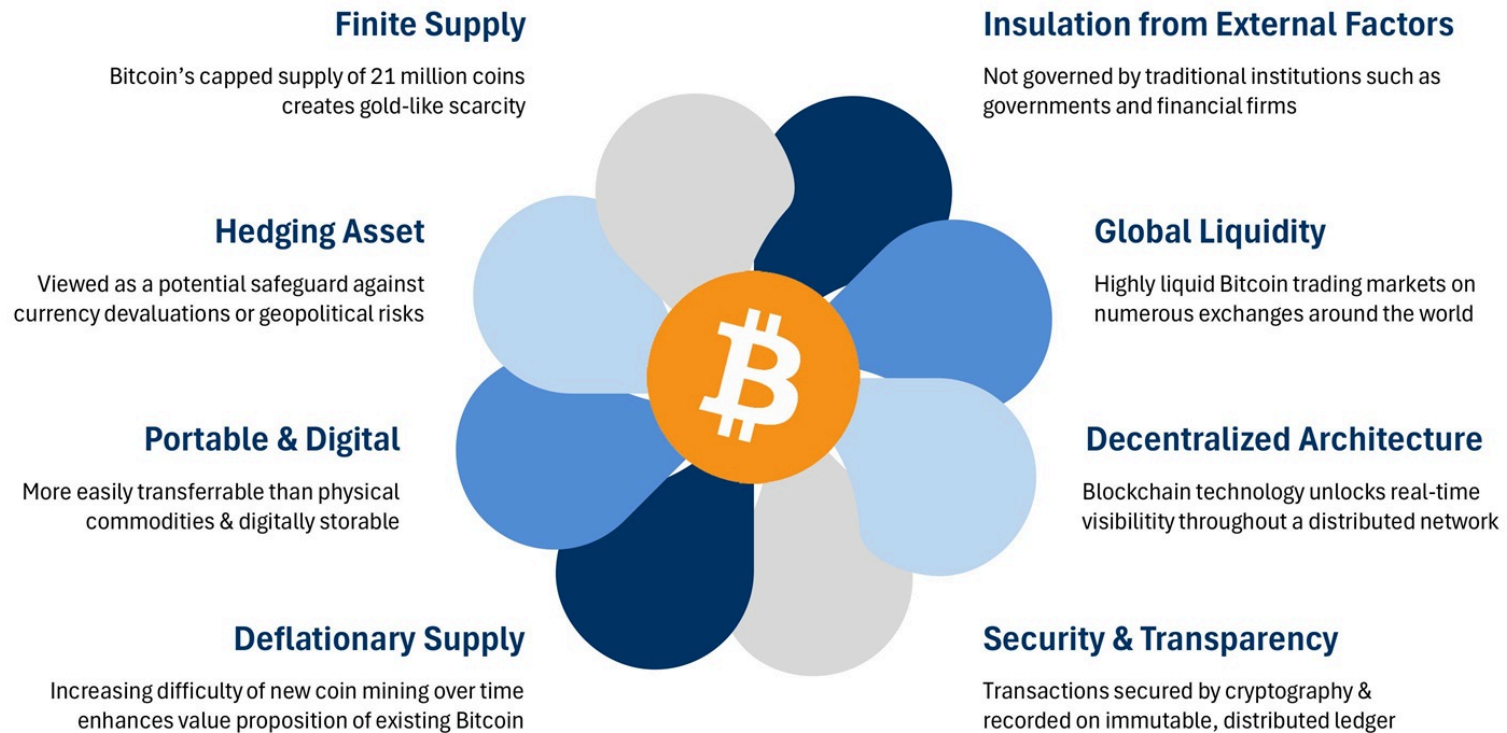 Finite Supply
Bitcoin’s capped supply of 21 million coins
creates gold-like scarcity
Hedging Asset
Viewed as a potential safeguard against
currency devaluations or geopolitical risks
Portable & Digital
More easily transferrable than physical
commodities & digitally storable
Deflationary Supply
Increasing difficulty of new coin mining over time
enhances value proposition of existing Bitcoin
Insulation from External Factors
Not governed by traditional institutions such as
governments and financial firms
Global Liquidity
Highly liquid Bitcoin trading markets on
numerous exchanges around the world
Decentralized Architecture
Blockchain technology unlocks real-time
visibilitity throughout a distributed network
Security & Transparency
Transactions secured by cryptography &
recorded on immutable, distributed ledger